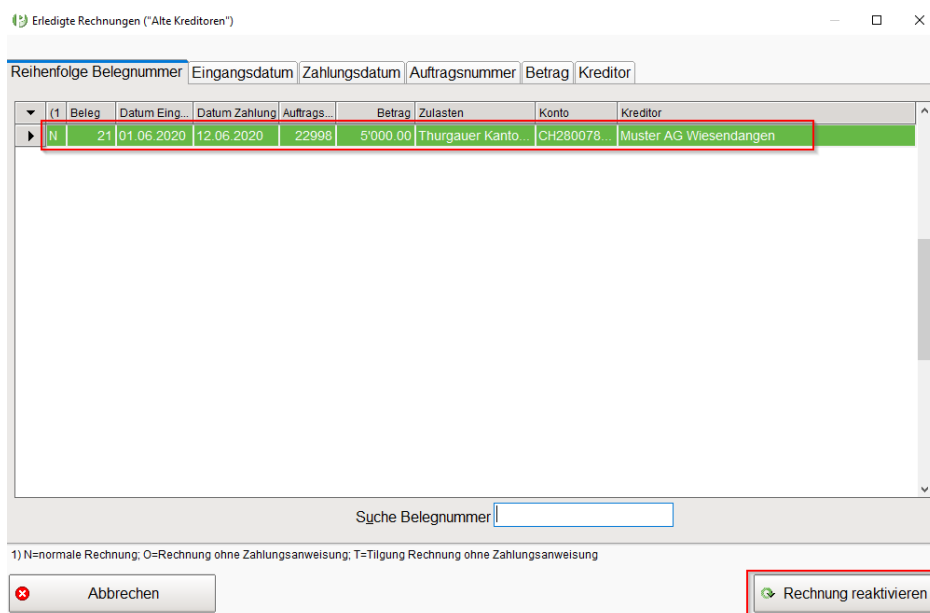 Erledigte Rechnungen ("Alte Kreditoren")
Reihenfolge Belegnummer Eingangsdatum Zahlungsdatum Auftragsnummer Betrag Kreditor
(1 Beleg Datum Eing... Datum Zahlung Auftrags... Betrag Zulasten Konto Kreditor
N 21 01.06.2020 12.06.2020 22998 5'000.00 Thurgauer Kanto... CH280078... Muster AG Wiesendangen
Suche Belegnummer
1) N=normale Rechnung; O=Rechnung ohne Zahlungsanweisung; T=Tilgung Rechnung ohne Zahlungsanweisung
Abbrechen Rechnung reaktivieren